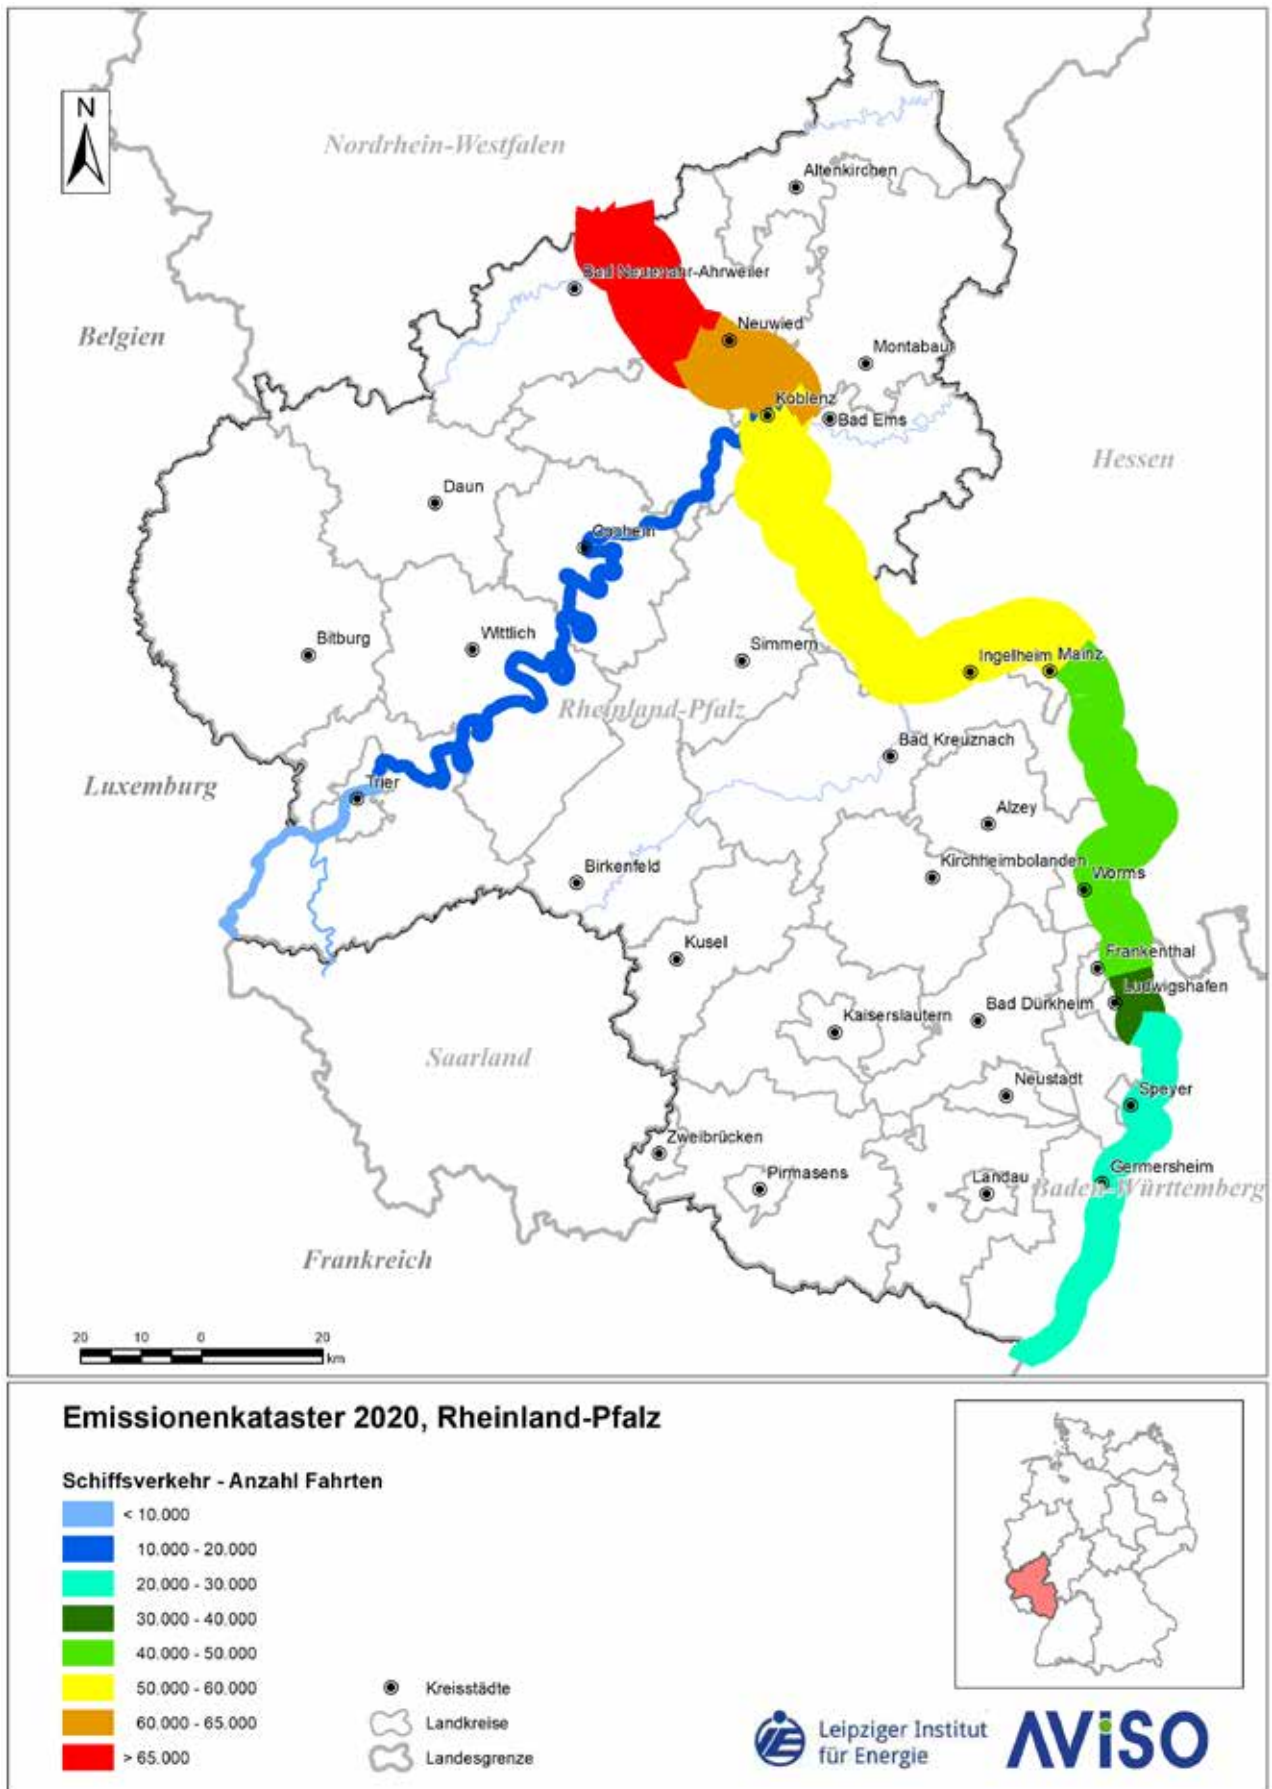 N
Nordrhein-Westfalen
Altenkirchen
Bad Neuenahr-Ahrweiler
Neuwied
Belgien
Montabaur
Koblenz
Bad Ems
Hessen
Daun
Cochem
Bitburg
Wittlich
Simmern
Ingelheim
Mainz
Rheinland-Pfalz
Bad Kreuznach
Luxemburg
Trier
Alzey
Kirchheimbolanden
Birkenfeld
Worms
Kusel
Frankenthal
Ludwigshafen
Bad Dürkheim
Kaiserslautern
Saarland
Neustadt
Speyer
Zweibrücken
Germersheim
Pirmasens
Landau
Baden-Württemberg
Frankreich
20 10 0 20
km
Emissionenkataster 2020, Rheinland-Pfalz
Schiffsverkehr - Anzahl Fahrten
< 10.000
10.000 - 20.000
20.000 - 30.000
30.000 - 40.000
40.000 - 50.000
50.000 - 60.000
60.000 - 65.000
> 65.000
Kreisstädte
Landkreise
Landesgrenze
Leipziger Institut
für Energie
AViSO